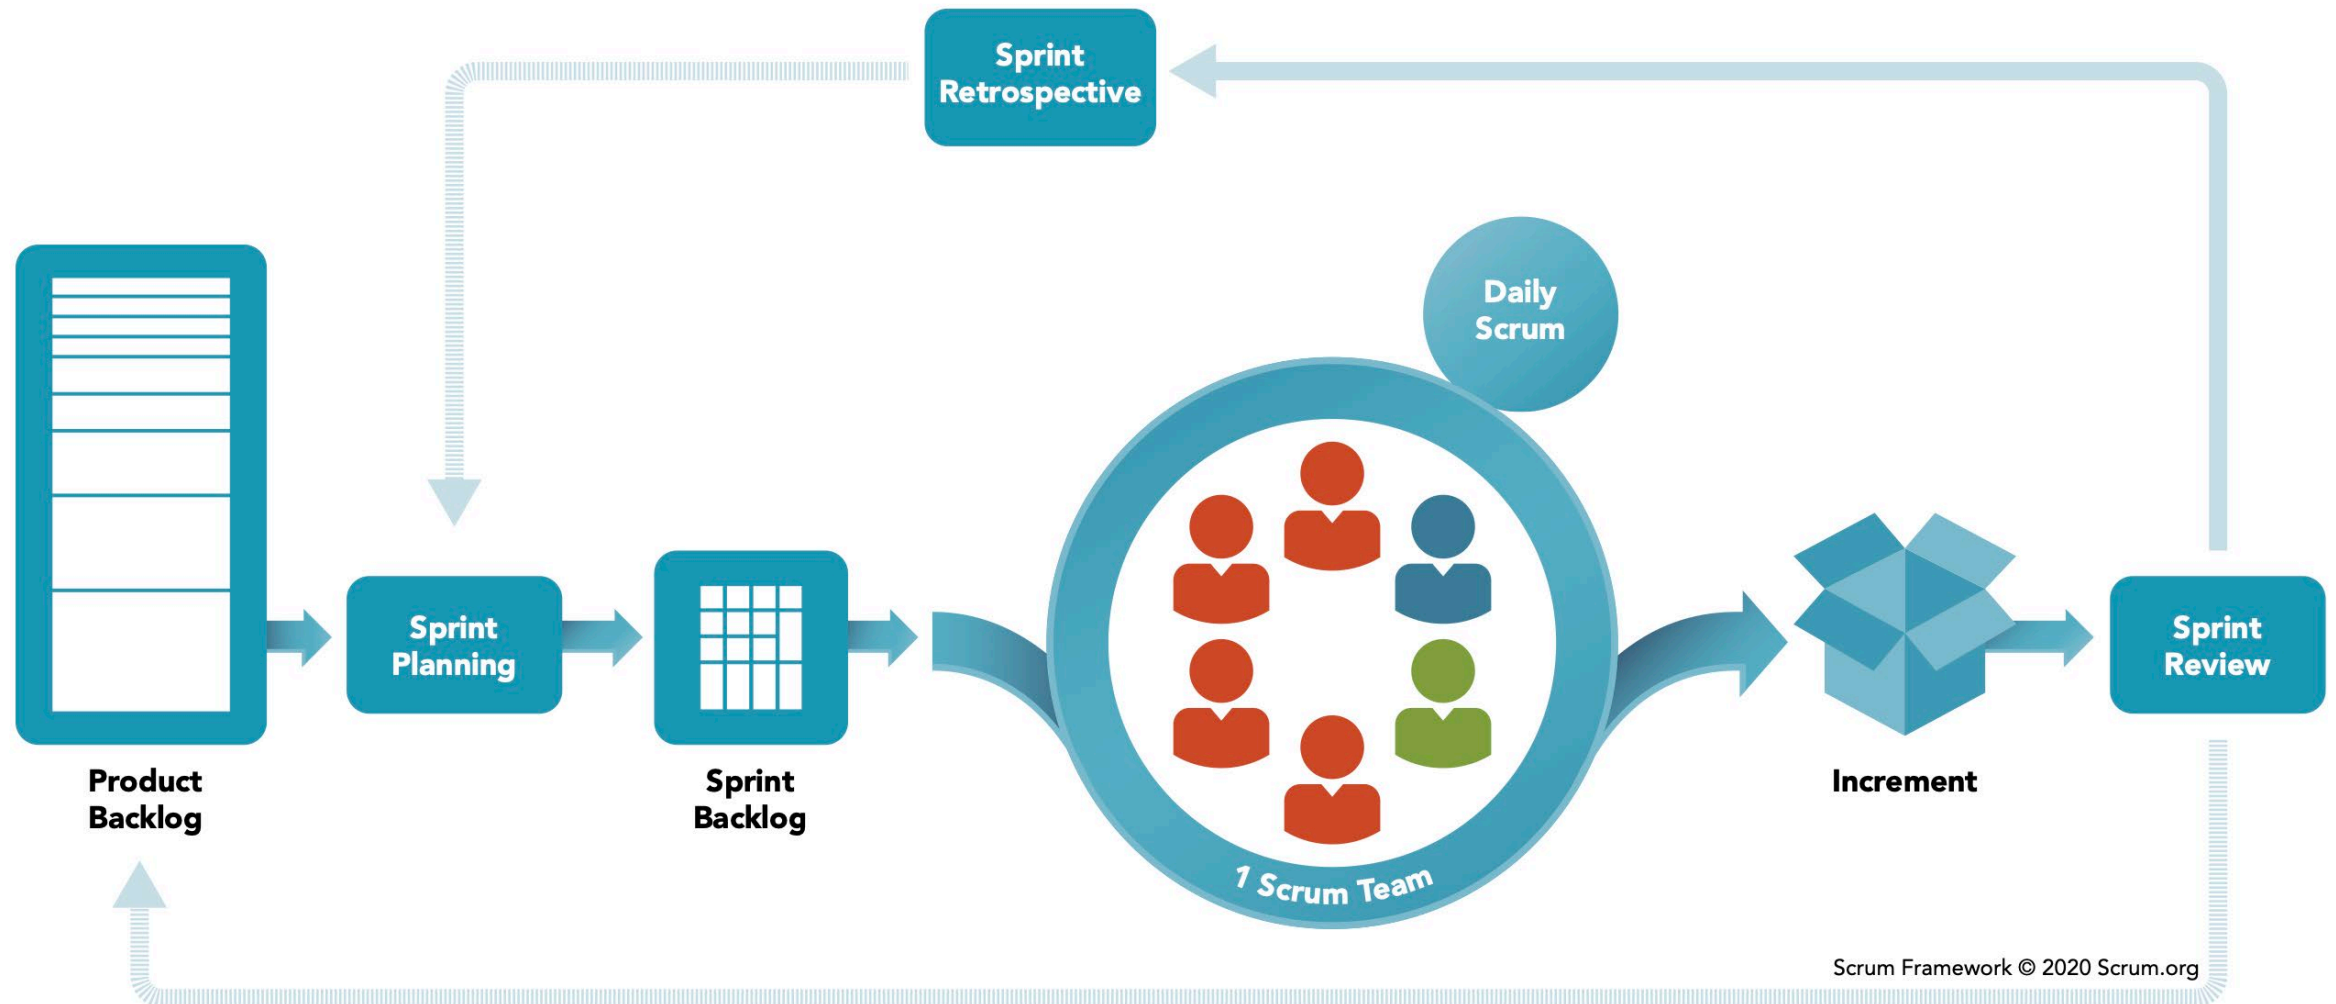 Sprint
Retrospective
Daily
Scrum
Sprint
Planning
Sprint
Review
Product
Backlog
Sprint
Backlog
1 Scrum Team
Increment
Scrum Framework © 2020 Scrum.org